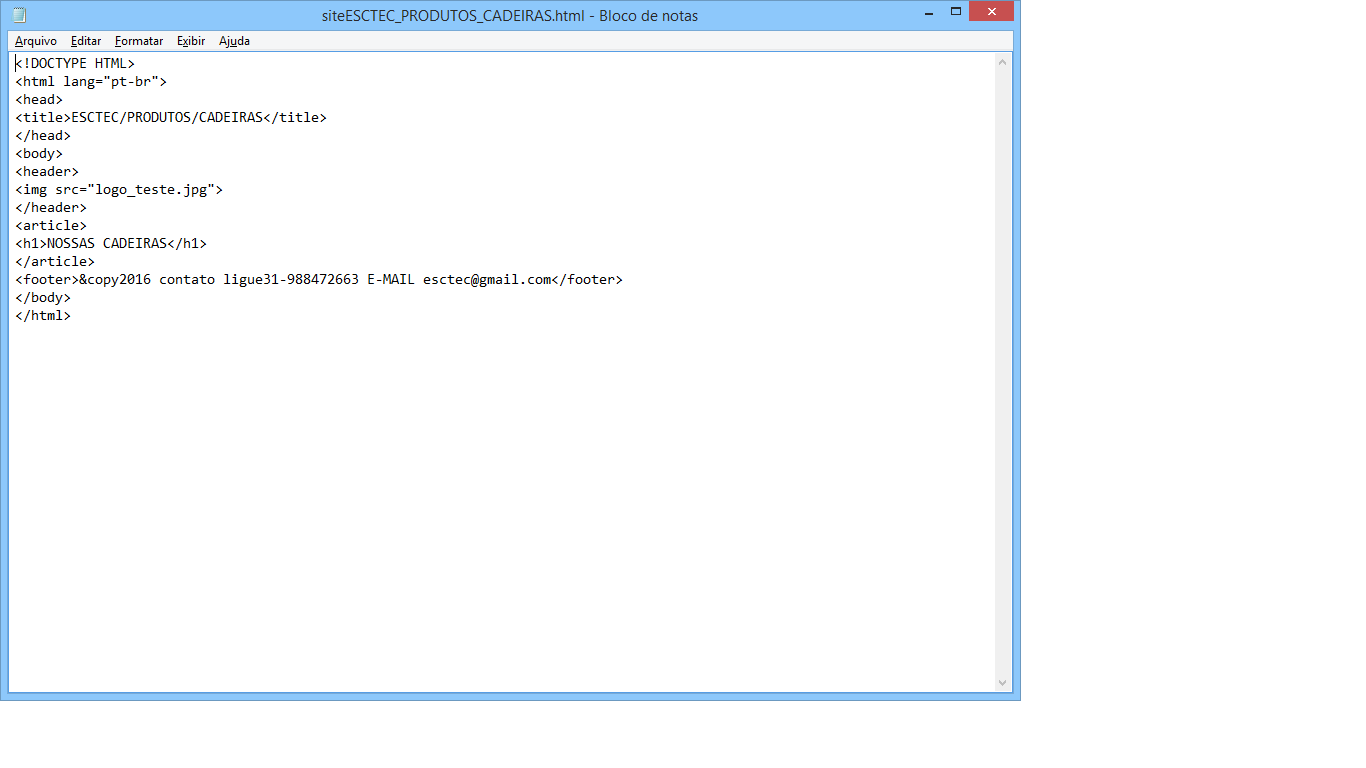 siteESCTEC_PRODUTOS_CADEIRAS.html - Bloco de notas
Arquivo Editar Formatar Exibir Ajuda
<!DOCTYPE HTML>
<html lang="pt-br">
<head>
<title>ESCTEC/PRODUTOS/CADEIRAS</title>
</head>
<body>
<header>
<img src="logo_teste.jpg">
</header>
<article>
<h1>NOSSAS CADEIRAS</h1>
</article>
<footer>&copy2016 contato ligue31-988472663 E-MAIL esctec@gmail.com</footer>
</body>
</html>